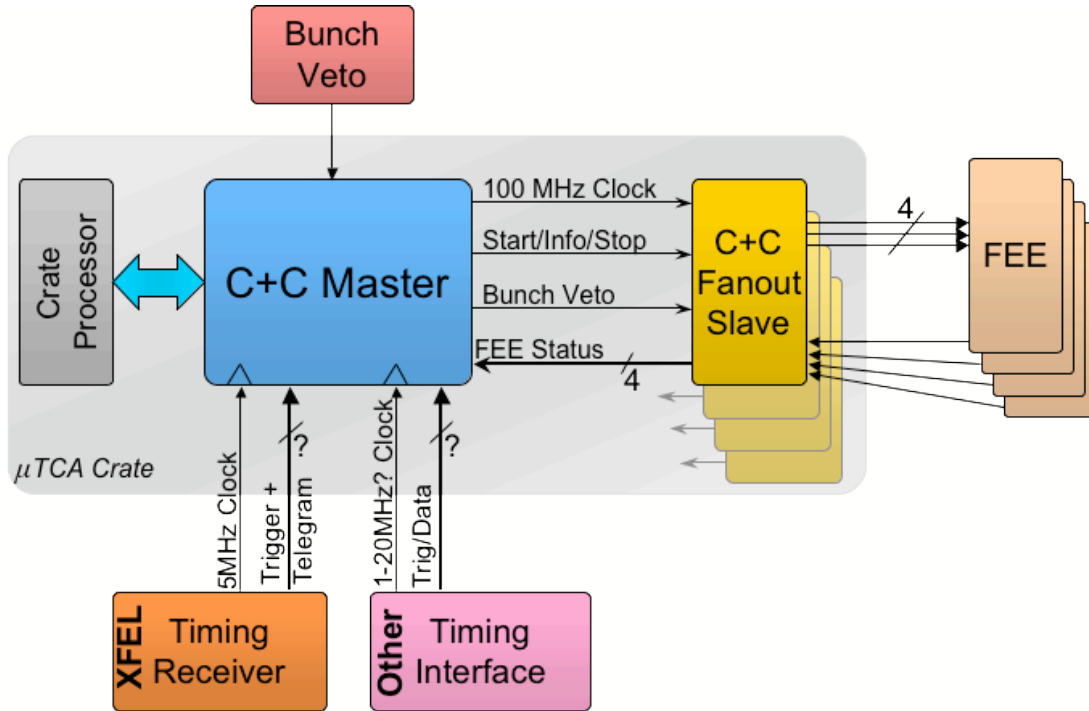 Bunch
Veto
Crate
Processor
C+C Master
100 MHz Clock
Start/Info/Stop
Bunch Veto
FEE Status
4
C+C
Fanout
Slave
4
FEE
μTCA Crate
5MHz Clock
Trigger +
Telegram
?
1-20MHz? Clock
Trig/Data
?
XFEL
Timing
Receiver
Other
Timing
Interface